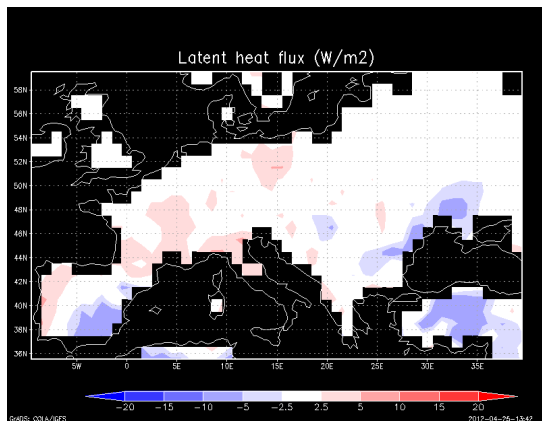 Latent heat flux (W/m2)
58N
56N
54N
52N
50N
48N
46N
44N
42N
40N
38N
36N
5W 0 5E 10E 15E 20E 25E 30E 35E
-20 -15 -10 -5 -2.5 2.5 5 10 15 20
GrADS: COLA/IGES 2012-04-26-13:42